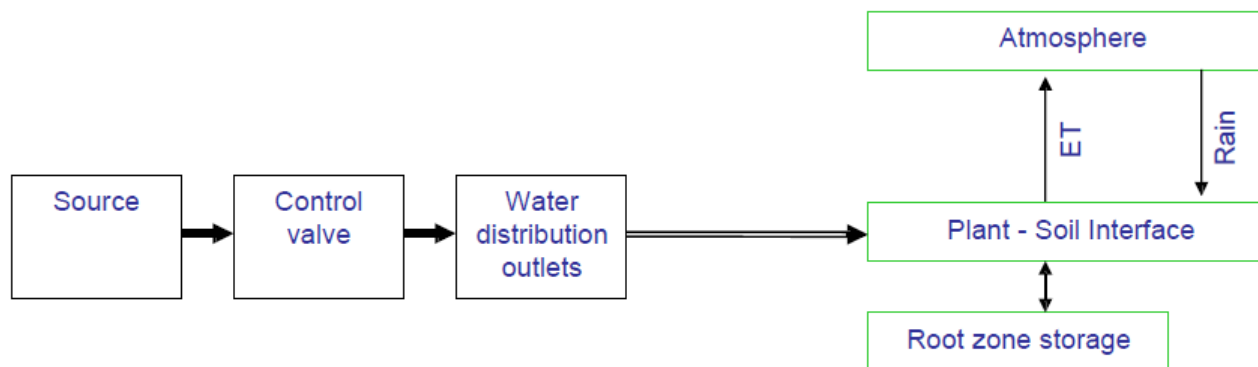 Atmosphere
ET
Rain
Source
Control
valve
Water
distribution
outlets
Plant - Soil Interface
Root zone storage